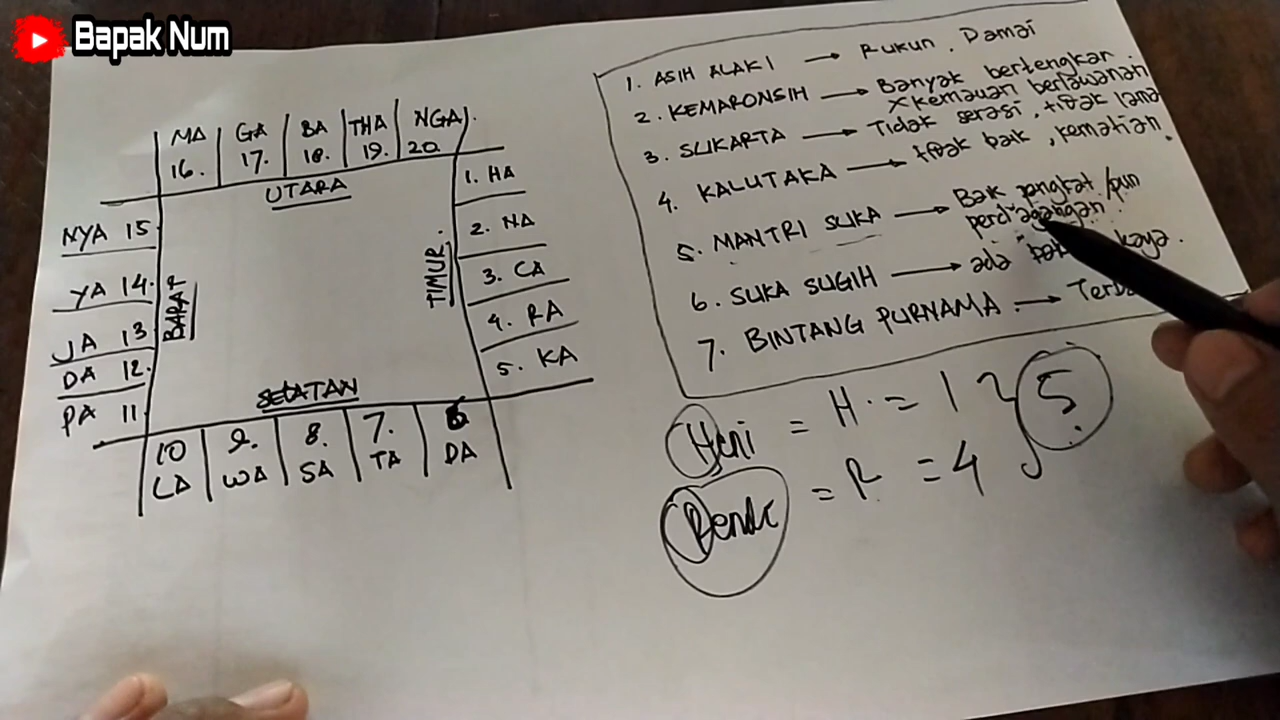 Bapak Num
MA GA BA THA NGA
16. 17. 18. 19. 20.
UTARA
1. HA
2. NA
3. CA
4. RA
5. KA
TIMUR.
NYA 15
YA 14.
JA 13
DA 12.
PA 11
BARAT
SELATAN
10 9. 8. 7. 6
LA WA SA TA DA
1. ASIH ALAKI → Rukun, Damai
2. KEMARONSIH → Banyak bertengkar.
X kemauan berlawanan
3. SUKARTA → Tidak serasi, tidak lama
4. KALUTAKA → tidak baik, kematian.
5. MANTRI SUKA → Baik pangkat /pun
perdagangan.
6. SUKA SUGIH → ada kaya.
7. BINTANG PURNAMA. →
Heni = H. = 1 5
= R = 4